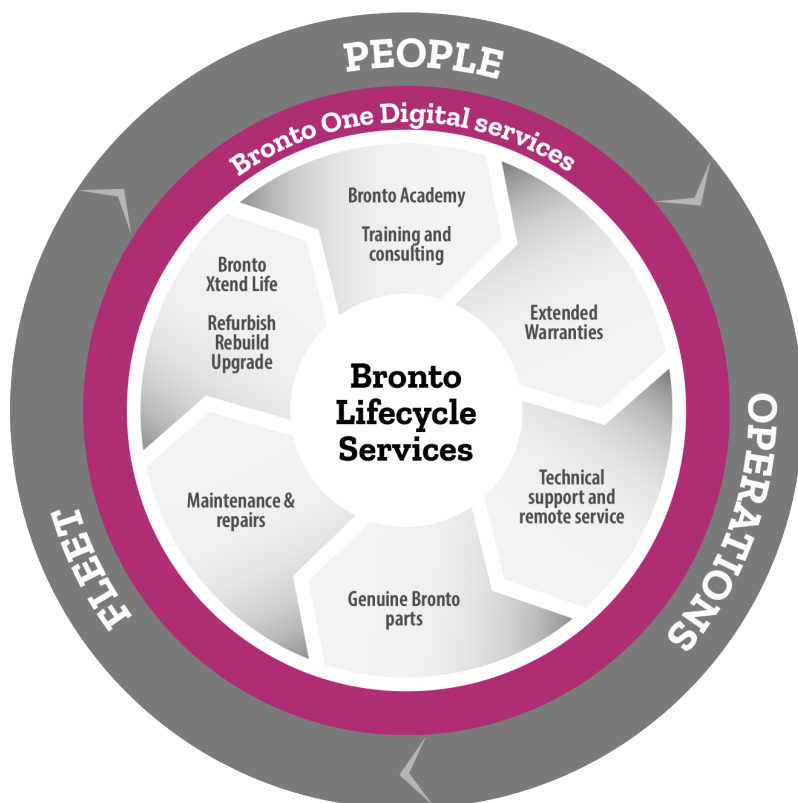 PEOPLE
Bronto One Digital services
Bronto Academy
Training and
consulting
Extended
Warranties
Technical
support and
remote service
Genuine Bronto
parts
Maintenance &
repairs
Bronto
Xtend Life
Refurbish
Rebuild
Upgrade
Bronto
Lifecycle
Services
OPERATIONS
FLEET